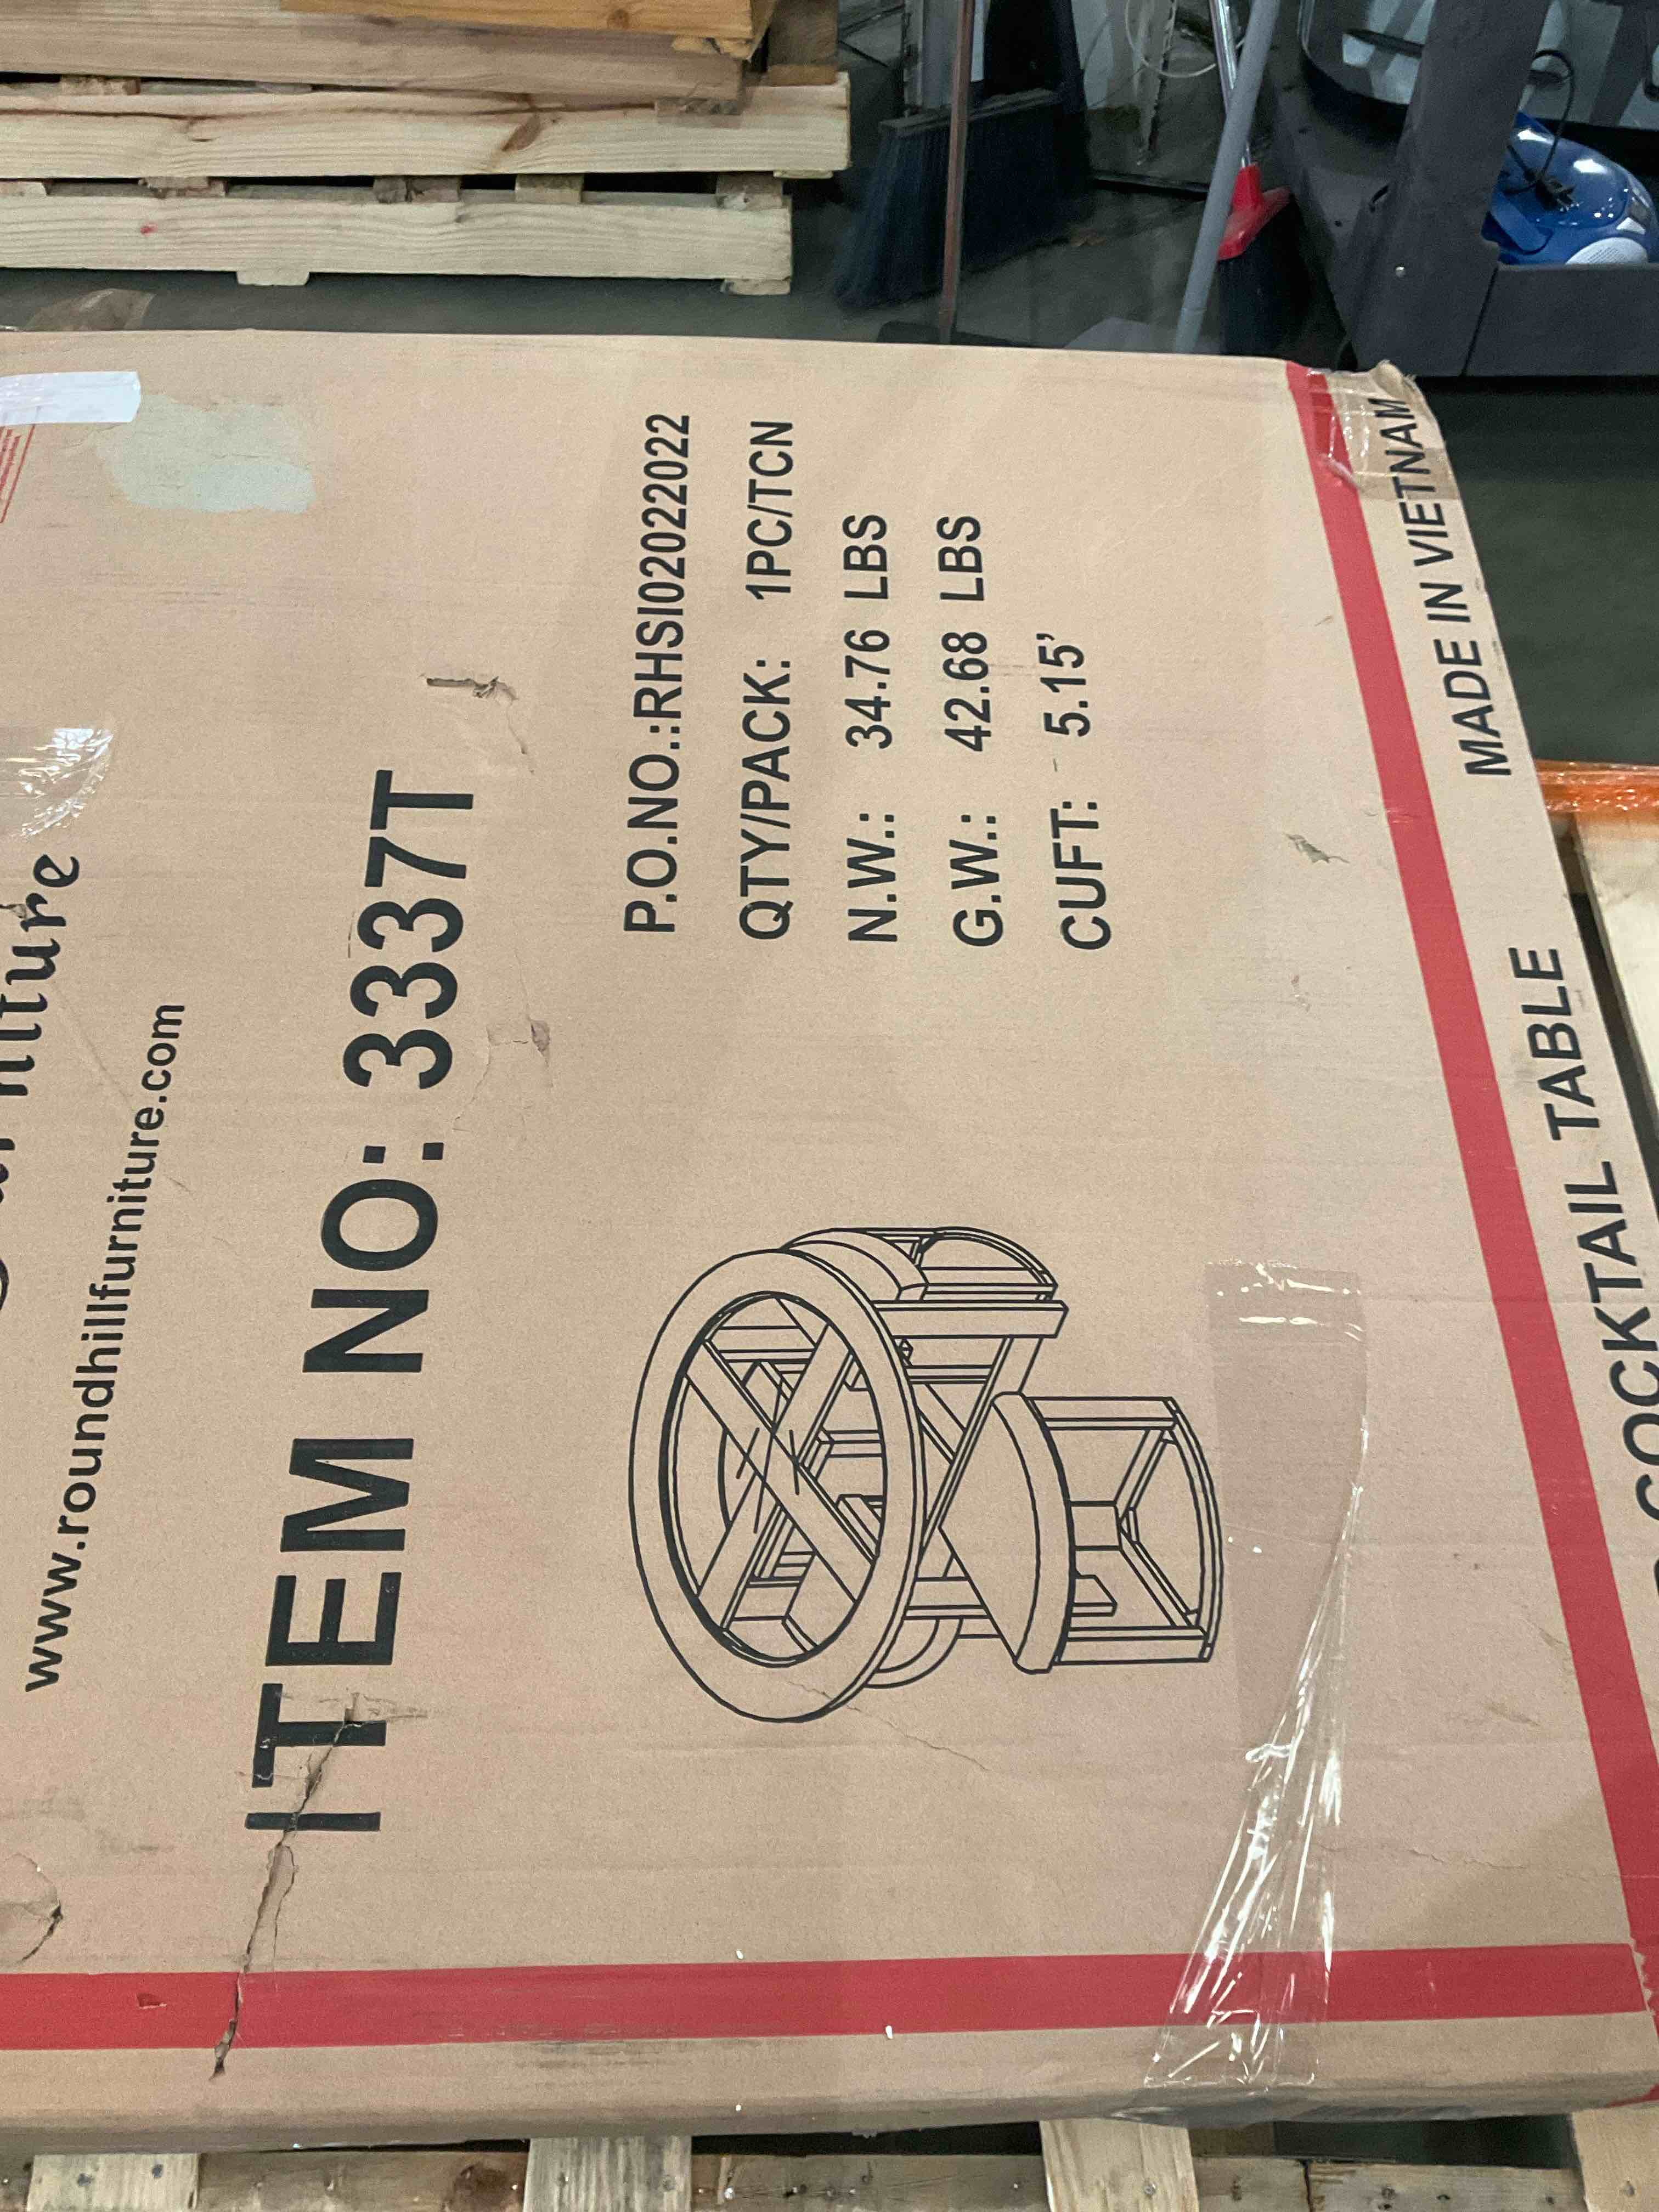 www.roundhillfurniture.com
ITEM NO: 3337T
P.O.NO.:RHSI02022022
QTY/PACK: 1PC/TCN
N.W.: 34.76 LBS
G.W.: 42.68 LBS
CUFT: 5.15'
COCKTAIL TABLE
MADE IN VIETNAM